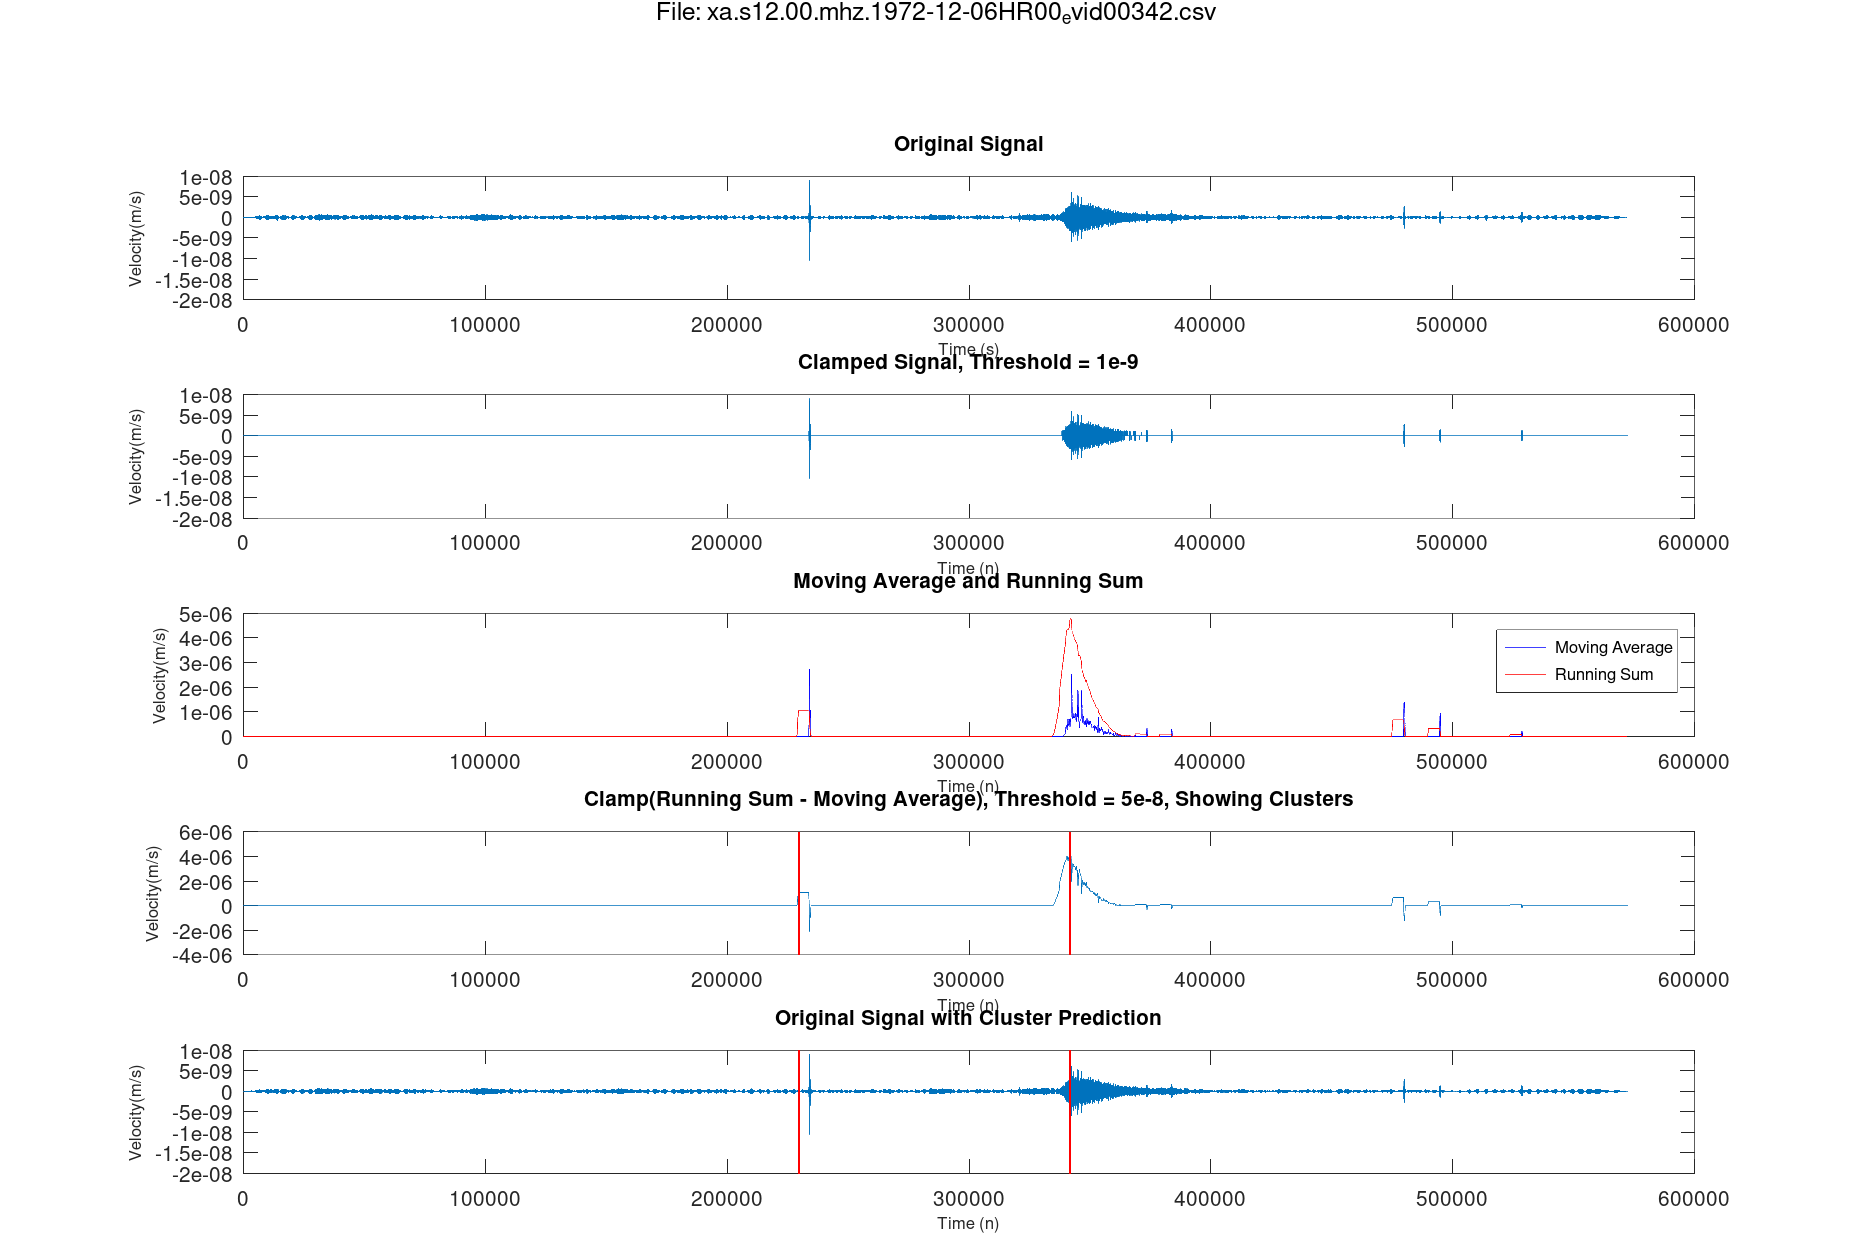 File: xa.s12.00.mhz.1972-12-06HR00ₑvid00342.csv
Original Signal
Velocity(m/s)
1e-08
5e-09
0
-5e-09
-1e-08
-1.5e-08
-2e-08
0 100000 200000 300000 400000 500000 600000
Time (s)
Clamped Signal, Threshold = 1e-9
Velocity(m/s)
1e-08
5e-09
0
-5e-09
-1e-08
-1.5e-08
-2e-08
0 100000 200000 300000 400000 500000 600000
Time (n)
Moving Average and Running Sum
Velocity(m/s)
5e-06
4e-06
3e-06
2e-06
1e-06
0
Moving Average
Running Sum
0 100000 200000 300000 400000 500000 600000
Time (n)
Clamp(Running Sum - Moving Average), Threshold = 5e-8, Showing Clusters
Velocity(m/s)
6e-06
4e-06
2e-06
0
-2e-06
-4e-06
0 100000 200000 300000 400000 500000 600000
Time (n)
Original Signal with Cluster Prediction
Velocity(m/s)
1e-08
5e-09
0
-5e-09
-1e-08
-1.5e-08
-2e-08
0 100000 200000 300000 400000 500000 600000
Time (n)